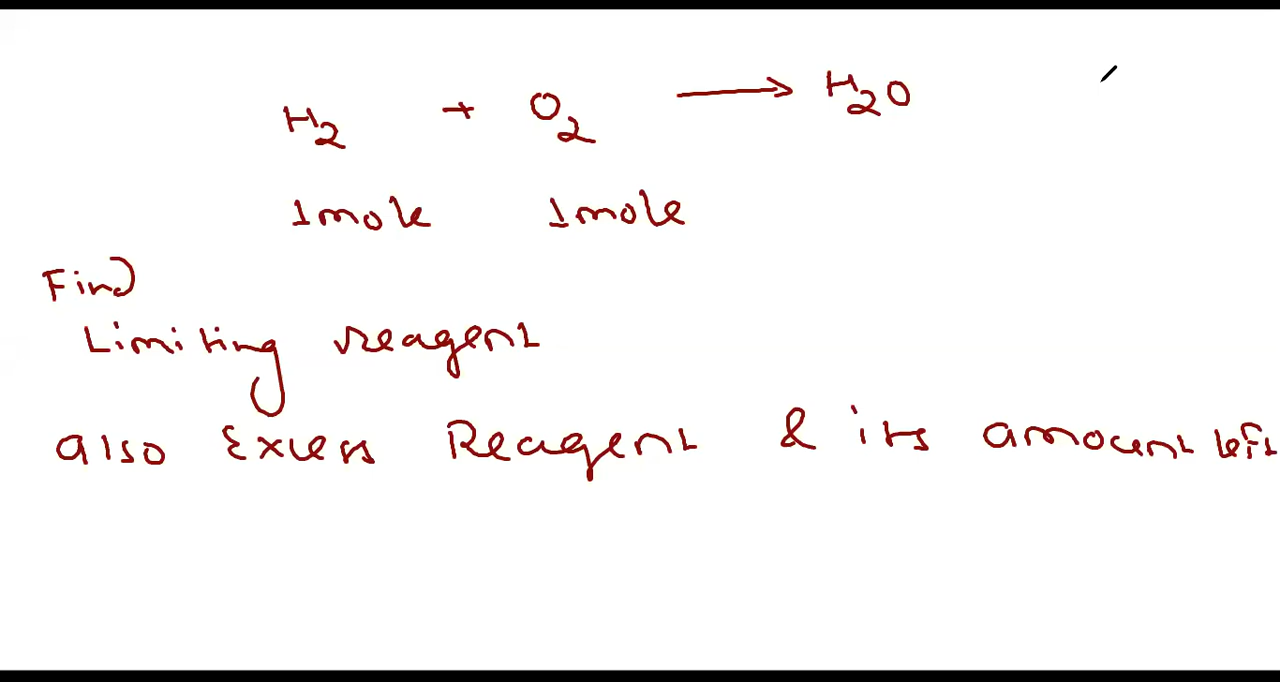 H₂ + O₂ → H₂O
1mole 1mole
Find
Limiting reagent
also Excess Reagent & its amount left